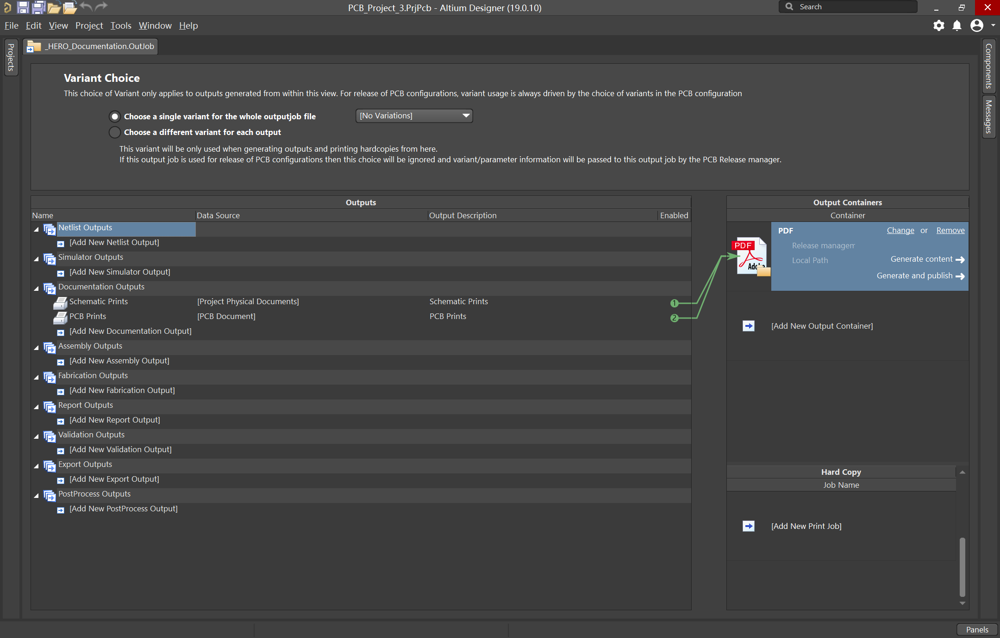 PCB_Project_3.PrjPcb - Altium Designer (19.0.10)
Search
File Edit View Project Tools Window Help
Projects
_HERO_Documentation.OutJob
Components
Messages
Variant Choice
This choice of Variant only applies to outputs generated from within this view. For release of PCB configurations, variant usage is always driven by the choice of variants in the PCB configuration
Choose a single variant for the whole outputjob file
[No Variations]
Choose a different variant for each output
This variant will be only used when generating outputs and printing hardcopies from here.
If this output job is used for release of PCB configurations then this choice will be ignored and variant/parameter information will be passed to this output job by the PCB Release manager.
Outputs
Name Data Source Output Description Enabled
Netlist Outputs
[Add New Netlist Output]
Simulator Outputs
[Add New Simulator Output]
Documentation Outputs
Schematic Prints [Project Physical Documents] Schematic Prints 1
PCB Prints [PCB Document] PCB Prints 2
[Add New Documentation Output]
Assembly Outputs
[Add New Assembly Output]
Fabrication Outputs
[Add New Fabrication Output]
Report Outputs
[Add New Report Output]
Validation Outputs
[Add New Validation Output]
Export Outputs
[Add New Export Output]
PostProcess Outputs
[Add New PostProcess Output]
Output Containers
Container
PDF
Adobe
PDF Change or Remove
Release managem
Local Path Generate content
Generate and publish
[Add New Output Container]
Hard Copy
Job Name
[Add New Print Job]
Panels